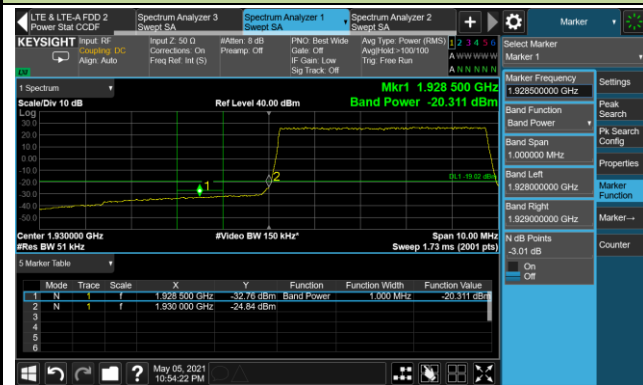 LTE & LTE-A FDD 2
Power Stat CCDF
Spectrum Analyzer 3
Swept SA
Spectrum Analyzer 1
Swept SA
Spectrum Analyzer 2
Swept SA
Marker
KEYSIGHT
Input: RF
Coupling: DC
Align: Auto
Input Z: 50 Ω
Corrections: On
Freq Ref: Int (S)
#Atten: 8 dB
Preamp: Off
PNO: Best Wide
Gate: Off
IF Gain: Low
Sig Track: Off
Avg Type: Power (RMS)
Avg|Hold:>100/100
Trig: Free Run
1 2 3 4 5 6
A W W W W W
A N N N N N
Select Marker
Marker 1
1 Spectrum
Scale/Div 10 dB
Log
Ref Level 40.00 dBm
Mkr1 1.928 500 GHz
Band Power -20.311 dBm
30.0
20.0
10.0
0.00
-10.0
-20.0
-30.0
-40.0
-50.0
1
2
DL1 -19.02 dBm
Center 1.930000 GHz
#Res BW 51 kHz
#Video BW 150 kHz*
Span 10.00 MHz
Sweep 1.73 ms (2001 pts)
5 Marker Table
Mode Trace Scale X Y Function Function Width Function Value
1 N 1 f 1.928 500 GHz -32.76 dBm Band Power 1.000 MHz -20.311 dBm
2 N 1 f 1.930 000 GHz -24.84 dBm
3
4
5
6
Marker Frequency
1.928500000 GHz
Band Function
Band Power
Band Span
1.000000 MHz
Band Left
1.928000000 GHz
Band Right
1.929000000 GHz
N dB Points
-3.01 dB
On
Off
Settings
Peak
Search
Pk Search
Config
Properties
Marker
Function
Marker→
Counter
May 05, 2021
10:54:22 PM